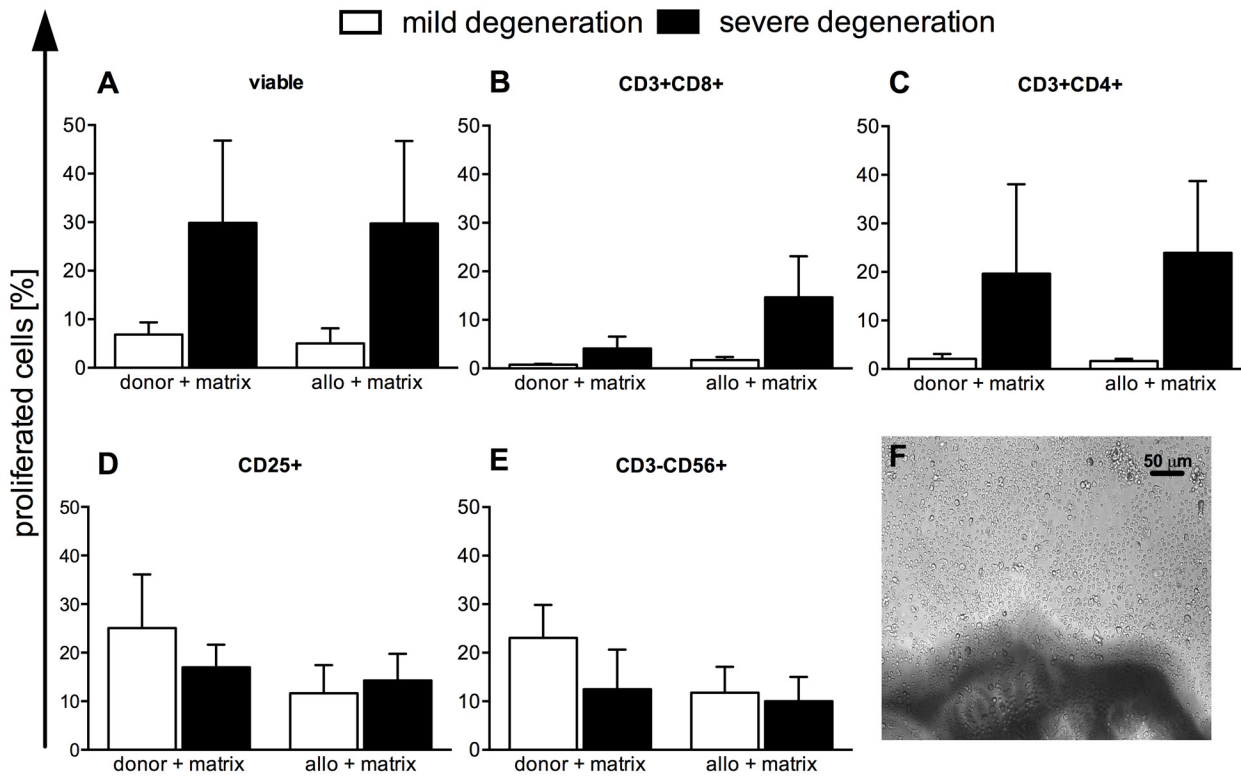 mild degeneration severe degeneration
proliferated cells [%]
A viable
50
40
30
20
10
0
donor + matrix allo + matrix
B CD3+CD8+
50
40
30
20
10
0
donor + matrix allo + matrix
C CD3+CD4+
50
40
30
20
10
0
donor + matrix allo + matrix
D CD25+
50
40
30
20
10
0
donor + matrix allo + matrix
E CD3-CD56+
50
40
30
20
10
0
donor + matrix allo + matrix
F 50 µm